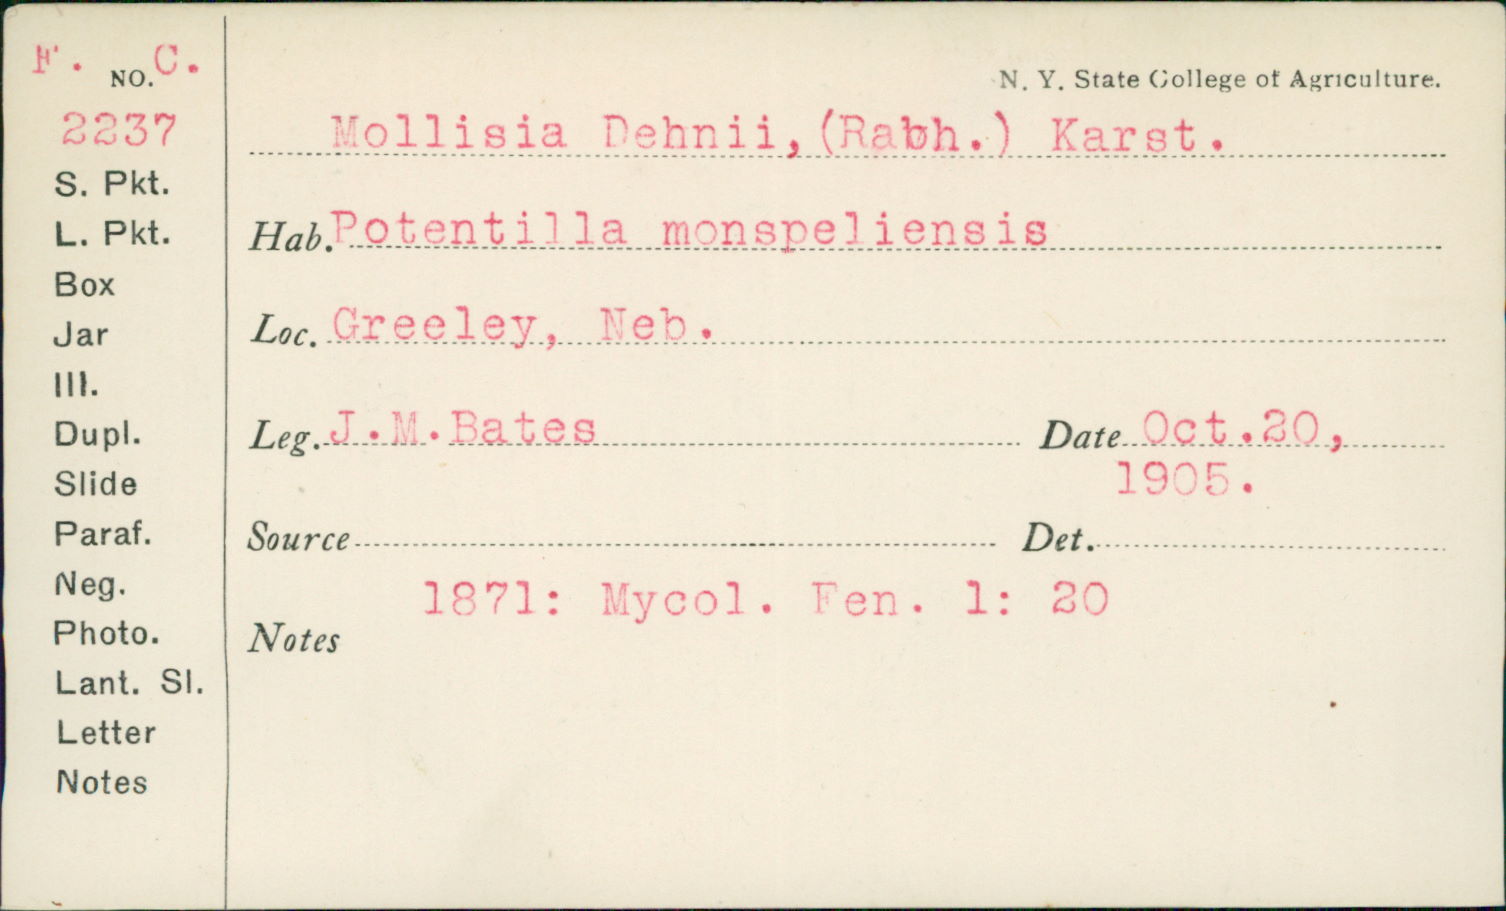 F. NO. C.
2237
S. Pkt.
L. Pkt.
Box
Jar
Ill.
Dupl.
Slide
Paraf.
Neg.
Photo.
Lant. Sl.
Letter
Notes
N. Y. State College of Agriculture.
Mollisia Dehnii, (Rabh.) Karst.
Hab. Potentilla monspeliensis
Loc. Greeley, Neb.
Leg. J.M.Bates Date Oct.20,
1905.
Source Det.
1871: Mycol. Fen. 1: 20
Notes